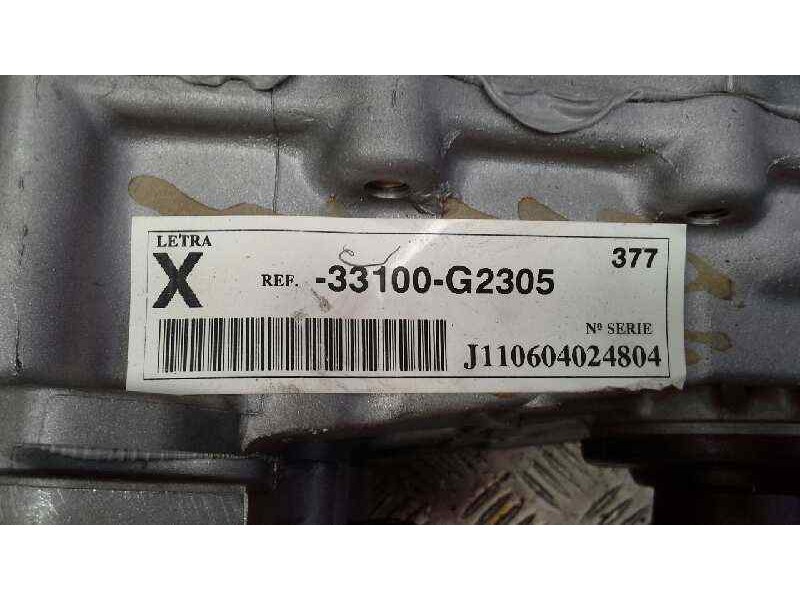 LETRA
X REF. -33100-G2305 377
Nº SERIE
J110604024804